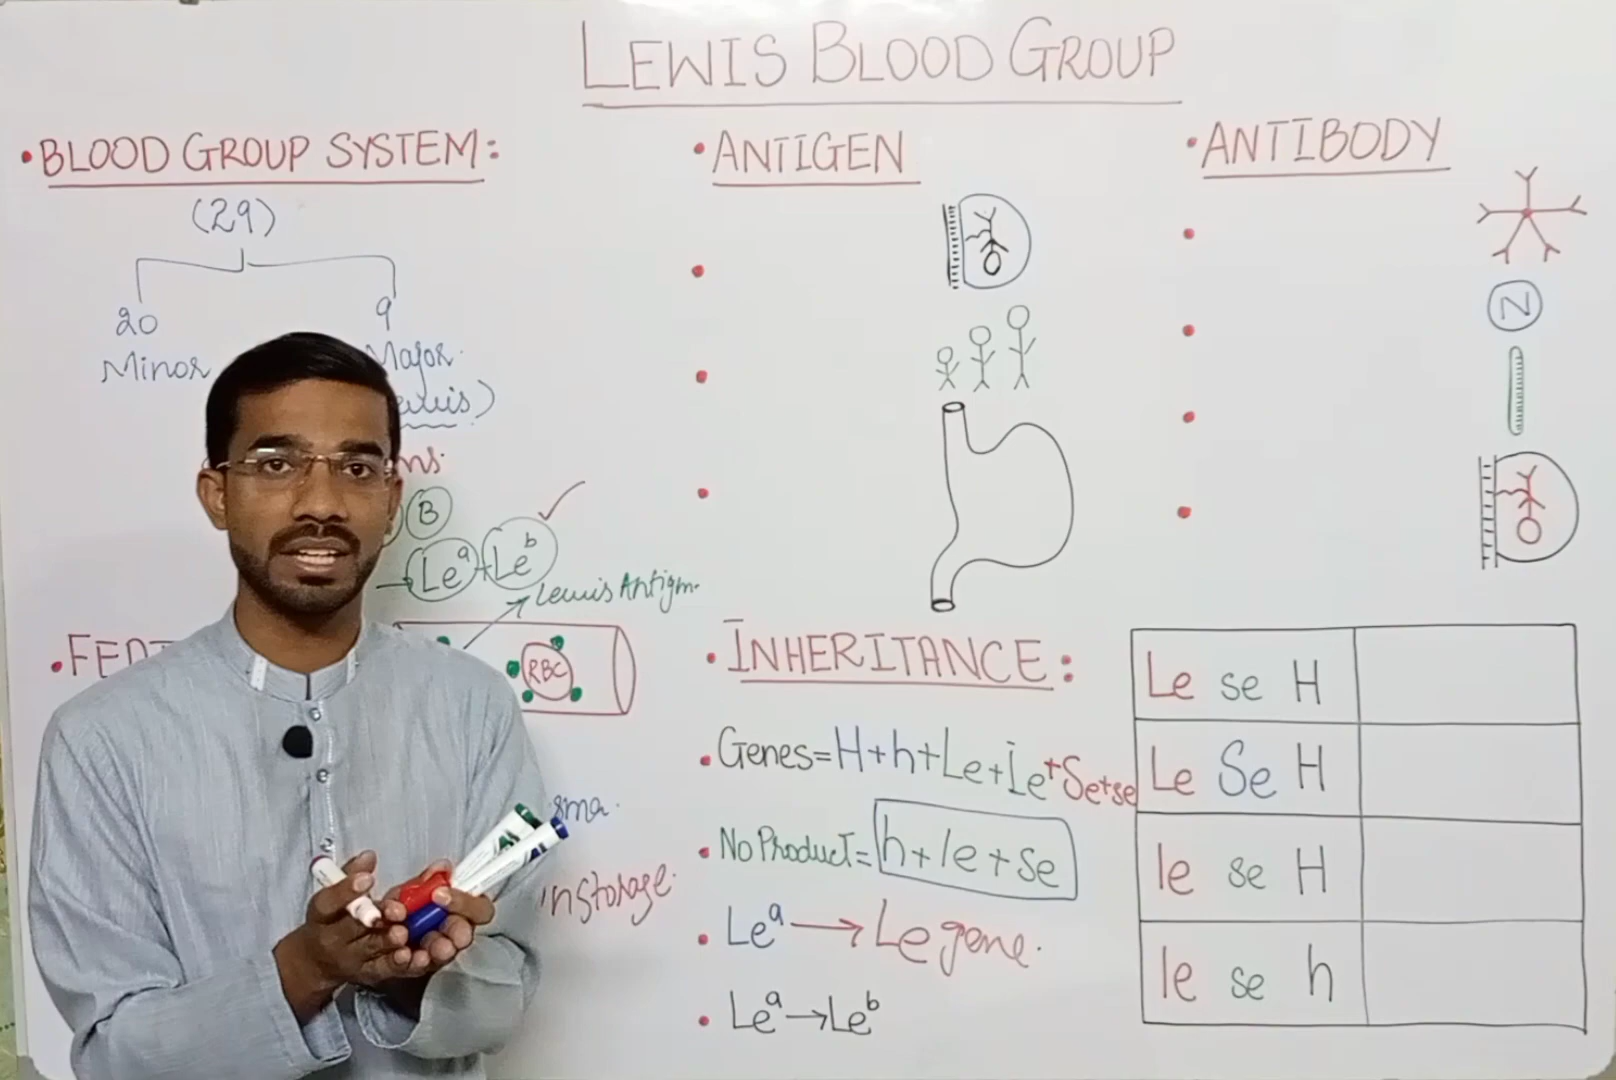 LEWIS BLOOD GROUP
• BLOOD GROUP SYSTEM:
(29)
20
Minor
9
Major.
B
Le^a + Le^b
Lewis Antigen.
RBC
in storage.
• ANTIGEN
• ANTIBODY
N
• INHERITANCE:
• Genes=H+h+Le+le+Se+se
• No Product= h+le+se
• Le^a → Le gene.
• Le^a → Le^b
Le se H
Le Se H
le se H
le se h